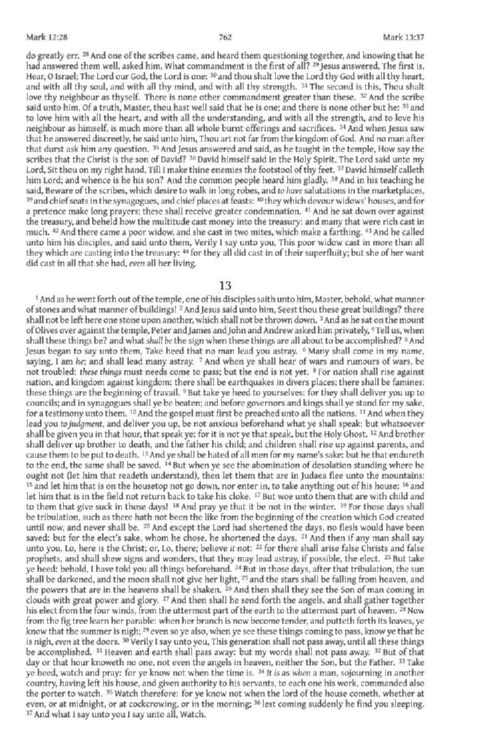 Mark 12:28 762 Mark 13:37
do greatly err. 28 And one of the scribes came, and heard them questioning together, and knowing that he
had answered them well, asked him, What commandment is the first of all? 29 Jesus answered, The first is,
Hear, O Israel; The Lord our God, the Lord is one: 30 and thou shalt love the Lord thy God with all thy heart,
and with all thy soul, and with all thy mind, and with all thy strength. 31 The second is this, Thou shalt
love thy neighbour as thyself. There is none other commandment greater than these. 32 And the scribe
said unto him, Of a truth, Master, thou hast well said that he is one; and there is none other but he: 33 and
to love him with all the heart, and with all the understanding, and with all the strength, and to love his
neighbour as himself, is much more than all whole burnt offerings and sacrifices. 34 And when Jesus saw
that he answered discreetly, he said unto him, Thou art not far from the kingdom of God. And no man after
that durst ask him any question. 35 And Jesus answered and said, as he taught in the temple, How say the
scribes that the Christ is the son of David? 36 David himself said in the Holy Spirit, The Lord said unto my
Lord, Sit thou on my right hand, Till I make thine enemies the footstool of thy feet. 37 David himself calleth
him Lord; and whence is he his son? And the common people heard him gladly. 38 And in his teaching he
said, Beware of the scribes, which desire to walk in long robes, and to have salutations in the marketplaces,
39 and chief seats in the synagogues, and chief places at feasts: 40 they which devour widows' houses, and for
a pretence make long prayers; these shall receive greater condemnation. 41 And he sat down over against
the treasury, and beheld how the multitude cast money into the treasury: and many that were rich cast in
much. 42 And there came a poor widow, and she cast in two mites, which make a farthing. 43 And he called
unto him his disciples, and said unto them, Verily I say unto you, This poor widow cast in more than all
they which are casting into the treasury: 44 for they all did cast in of their superfluity; but she of her want
did cast in all that she had, even all her living.
13
1 And as he went forth out of the temple, one of his disciples saith unto him, Master, behold, what manner
of stones and what manner of buildings! 2 And Jesus said unto him, Seest thou these great buildings? there
shall not be left here one stone upon another, which shall not be thrown down. 3 And as he sat on the mount
of Olives over against the temple, Peter and James and John and Andrew asked him privately, 4 Tell us, when
shall these things be? and what shall be the sign when these things are all about to be accomplished? 5 And
Jesus began to say unto them, Take heed that no man lead you astray. 6 Many shall come in my name,
saying, I am he; and shall lead many astray. 7 And when ye shall hear of wars and rumours of wars, be
not troubled: these things must needs come to pass; but the end is not yet. 8 For nation shall rise against
nation, and kingdom against kingdom: there shall be earthquakes in divers places; there shall be famines:
these things are the beginning of travail. 9 But take ye heed to yourselves: for they shall deliver you up to
councils; and in synagogues shall ye be beaten; and before governors and kings shall ye stand for my sake,
for a testimony unto them. 10 And the gospel must first be preached unto all the nations. 11 And when they
lead you to judgment, and deliver you up, be not anxious beforehand what ye shall speak: but whatsoever
shall be given you in that hour, that speak ye: for it is not ye that speak, but the Holy Ghost. 12 And brother
shall deliver up brother to death, and the father his child; and children shall rise up against parents, and
cause them to be put to death. 13 And ye shall be hated of all men for my name's sake: but he that endureth
to the end, the same shall be saved. 14 But when ye see the abomination of desolation standing where he
ought not (let him that readeth understand), then let them that are in Judaea flee unto the mountains:
15 and let him that is on the housetop not go down, nor enter in, to take anything out of his house: 16 and
let him that is in the field not return back to take his cloke. 17 But woe unto them that are with child and
to them that give suck in those days! 18 And pray ye that it be not in the winter. 19 For those days shall
be tribulation, such as there hath not been the like from the beginning of the creation which God created
until now, and never shall be. 20 And except the Lord had shortened the days, no flesh would have been
saved: but for the elect's sake, whom he chose, he shortened the days. 21 And then if any man shall say
unto you, Lo, here is the Christ; or, Lo, there; believe it not: 22 for there shall arise false Christs and false
prophets, and shall shew signs and wonders, that they may lead astray, if possible, the elect. 23 But take
ye heed: behold, I have told you all things beforehand. 24 But in those days, after that tribulation, the sun
shall be darkened, and the moon shall not give her light, 25 and the stars shall be falling from heaven, and
the powers that are in the heavens shall be shaken. 26 And then shall they see the Son of man coming in
clouds with great power and glory. 27 And then shall he send forth the angels, and shall gather together
his elect from the four winds, from the uttermost part of the earth to the uttermost part of heaven. 28 Now
from the fig tree learn her parable: when her branch is now become tender, and putteth forth its leaves, ye
know that the summer is nigh; 29 even so ye also, when ye see these things coming to pass, know ye that he
is nigh, even at the doors. 30 Verily I say unto you, This generation shall not pass away, until all these things
be accomplished. 31 Heaven and earth shall pass away: but my words shall not pass away. 32 But of that
day or that hour knoweth no one, not even the angels in heaven, neither the Son, but the Father. 33 Take
ye heed, watch and pray: for ye know not when the time is. 34 It is as when a man, sojourning in another
country, having left his house, and given authority to his servants, to each one his work, commanded also
the porter to watch. 35 Watch therefore: for ye know not when the lord of the house cometh, whether at
even, or at midnight, or at cockcrowing, or in the morning; 36 lest coming suddenly he find you sleeping.
37 And what I say unto you I say unto all, Watch.